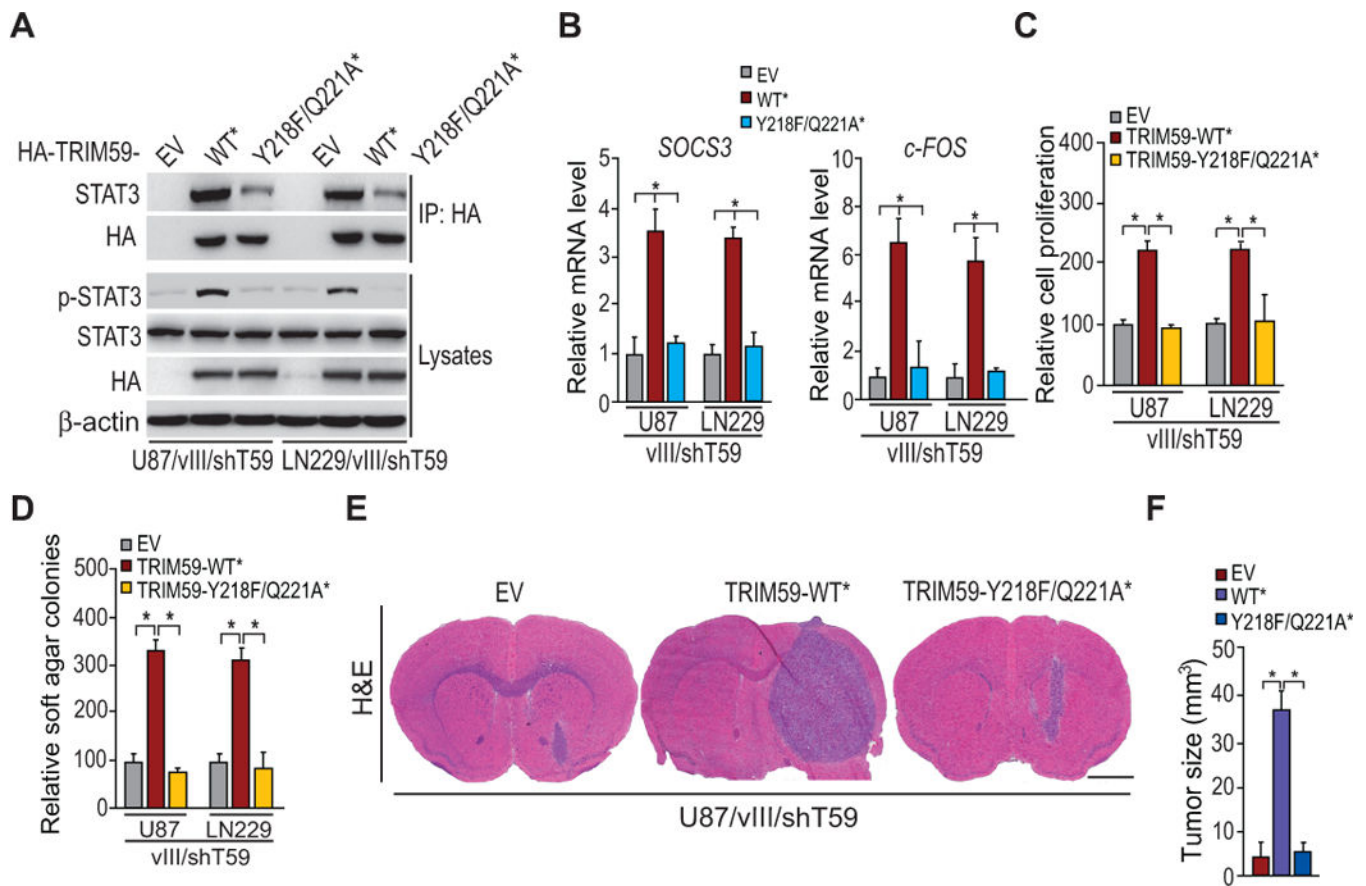 A
HA-TRIM59-
EV
WT*
Y218F/Q221A*
EV
WT*
Y218F/Q221A*
STAT3
HA
IP: HA
p-STAT3
STAT3
HA
β-actin
Lysates
U87/vIII/shT59
LN229/vIII/shT59
B
EV
WT*
Y218F/Q221A*
SOCS3
Relative mRNA level
5
4
3
2
1
0
*
*
U87
LN229
vIII/shT59
c-FOS
Relative mRNA level
10
8
6
4
2
0
*
*
U87
LN229
vIII/shT59
C
EV
TRIM59-WT*
TRIM59-Y218F/Q221A*
Relative cell proliferation
400
300
200
100
0
* *
* *
U87
LN229
vIII/shT59
D
EV
TRIM59-WT*
TRIM59-Y218F/Q221A*
Relative soft agar colonies
500
400
300
200
100
0
* *
* *
U87
LN229
vIII/shT59
E
EV
TRIM59-WT*
TRIM59-Y218F/Q221A*
H&E
U87/vIII/shT59
F
EV
WT*
Y218F/Q221A*
Tumor size (mm³)
50
40
30
20
10
0
* *